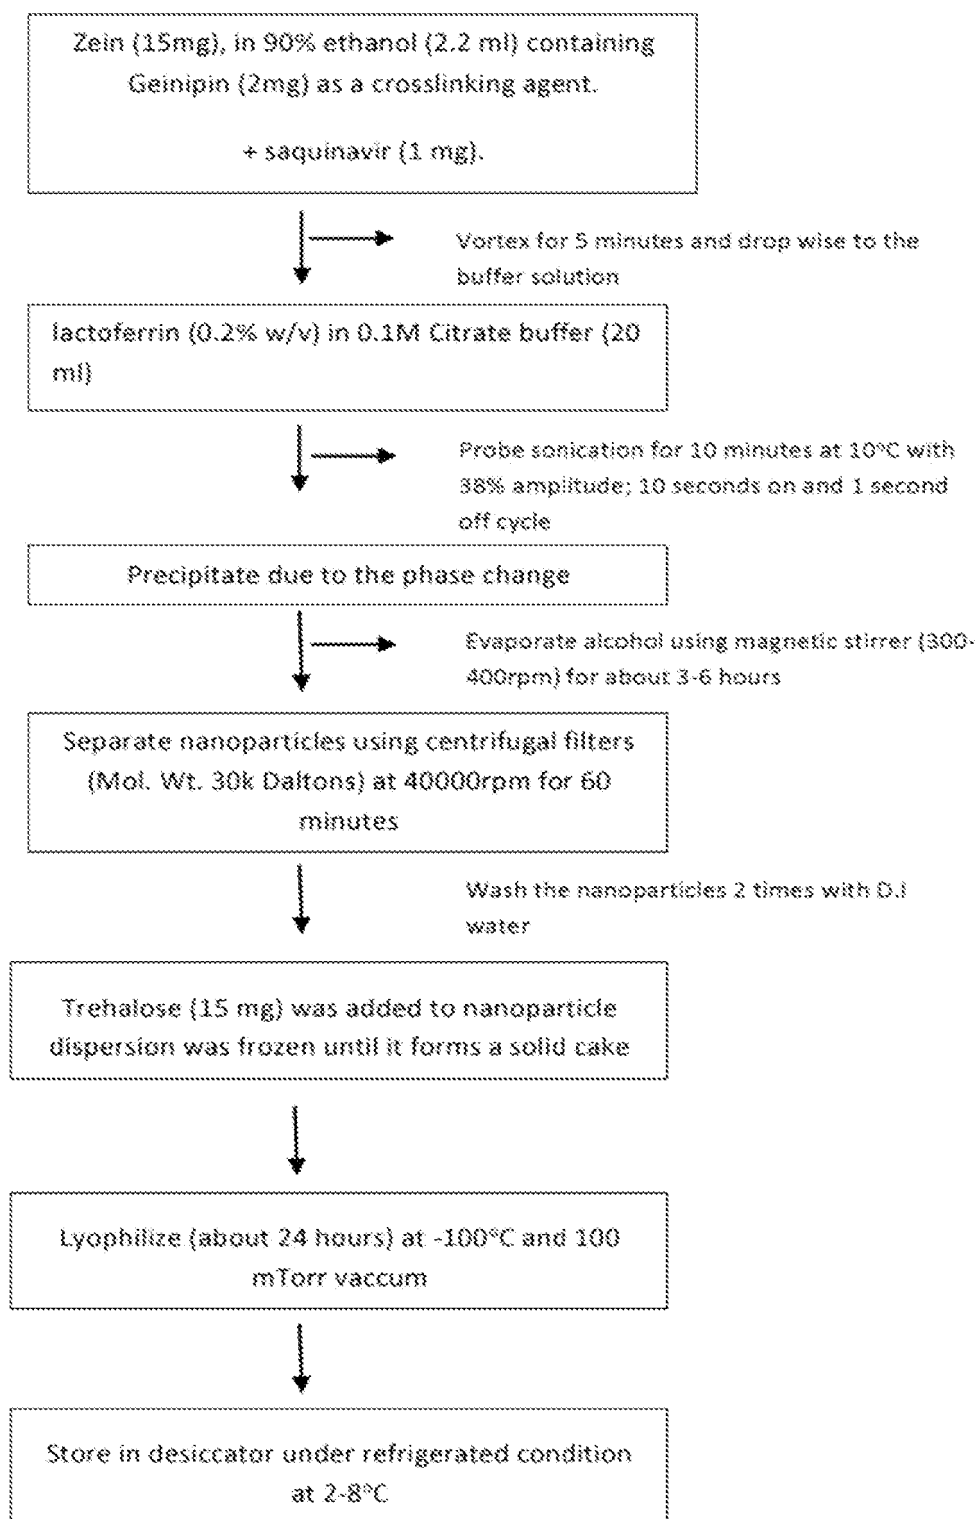 Zein (15mg), in 90% ethanol (2.2 ml) containing
Geinipin (2mg) as a crosslinking agent.
+ saquinavir (1 mg).
Vortex for 5 minutes and drop wise to the
buffer solution
lactoferrin (0.2% w/v) in 0.1M Citrate buffer (20
ml)
Probe sonication for 10 minutes at 10°C with
38% amplitude; 10 seconds on and 1 second
off cycle
Precipitate due to the phase change
Evaporate alcohol using magnetic stirrer (300-
400rpm) for about 3-6 hours
Separate nanoparticles using centrifugal filters
(Mol. Wt. 30k Daltons) at 40000rpm for 60
minutes
Wash the nanoparticles 2 times with D.I
water
Trehalose (15 mg) was added to nanoparticle
dispersion was frozen until it forms a solid cake
Lyophilize (about 24 hours) at -100°C and 100
mTorr vaccum
Store in desiccator under refrigerated condition
at 2-8°C